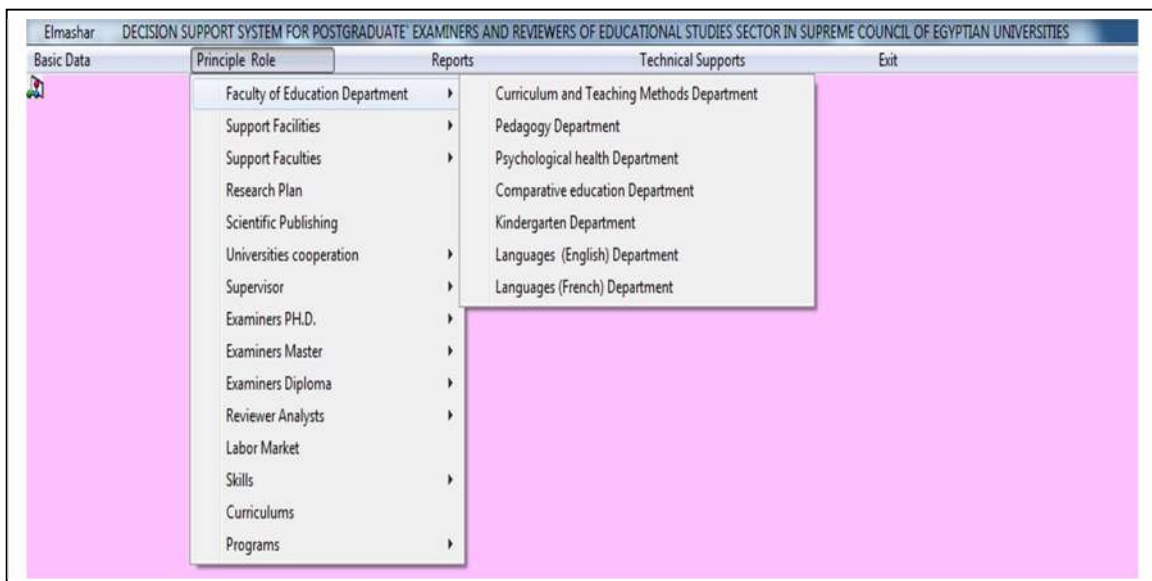 Elmashar DECISION SUPPORT SYSTEM FOR POSTGRADUATE` EXAMINERS AND REVIEWERS OF EDUCATIONAL STUDIES SECTOR IN SUPREME COUNCIL OF EGYPTIAN UNIVERSITIES
Basic Data Principle Role Reports Technical Supports Exit
Faculty of Education Department
Support Facilities
Support Faculties
Research Plan
Scientific Publishing
Universities cooperation
Supervisor
Examiners PH.D.
Examiners Master
Examiners Diploma
Reviewer Analysts
Labor Market
Skills
Curriculums
Programs
Curriculum and Teaching Methods Department
Pedagogy Department
Psychological health Department
Comparative education Department
Kindergarten Department
Languages (English) Department
Languages (French) Department